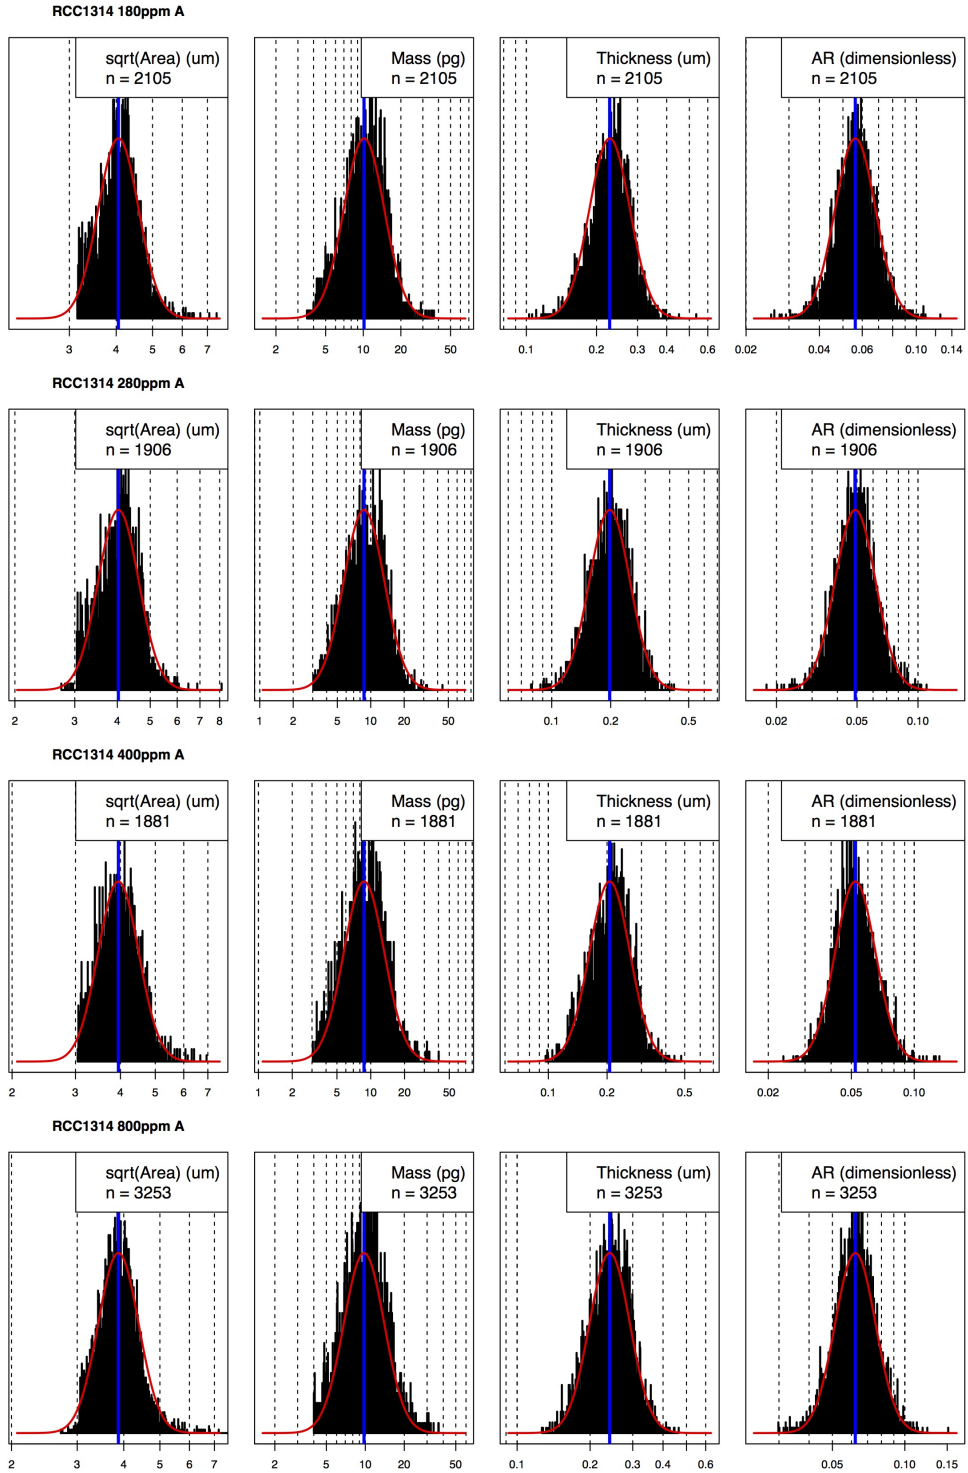 RCC1314 180ppm A
sqrt(Area) (um)
n = 2105
Mass (pg)
n = 2105
Thickness (um)
n = 2105
AR (dimensionless)
n = 2105
3 4 5 6 7
2 5 10 20 50
0.1 0.2 0.3 0.4 0.6
0.02 0.04 0.06 0.10 0.14
RCC1314 280ppm A
sqrt(Area) (um)
n = 1906
Mass (pg)
n = 1906
Thickness (um)
n = 1906
AR (dimensionless)
n = 1906
2 3 4 5 6 7 8
1 2 5 10 20 50
0.1 0.2 0.5
0.02 0.05 0.10
RCC1314 400ppm A
sqrt(Area) (um)
n = 1881
Mass (pg)
n = 1881
Thickness (um)
n = 1881
AR (dimensionless)
n = 1881
2 3 4 5 6 7
1 2 5 10 20 50
0.1 0.2 0.5
0.02 0.05 0.10
RCC1314 800ppm A
sqrt(Area) (um)
n = 3253
Mass (pg)
n = 3253
Thickness (um)
n = 3253
AR (dimensionless)
n = 3253
2 3 4 5 6 7
2 5 10 20 50
0.1 0.2 0.3 0.4 0.6
0.05 0.10 0.15